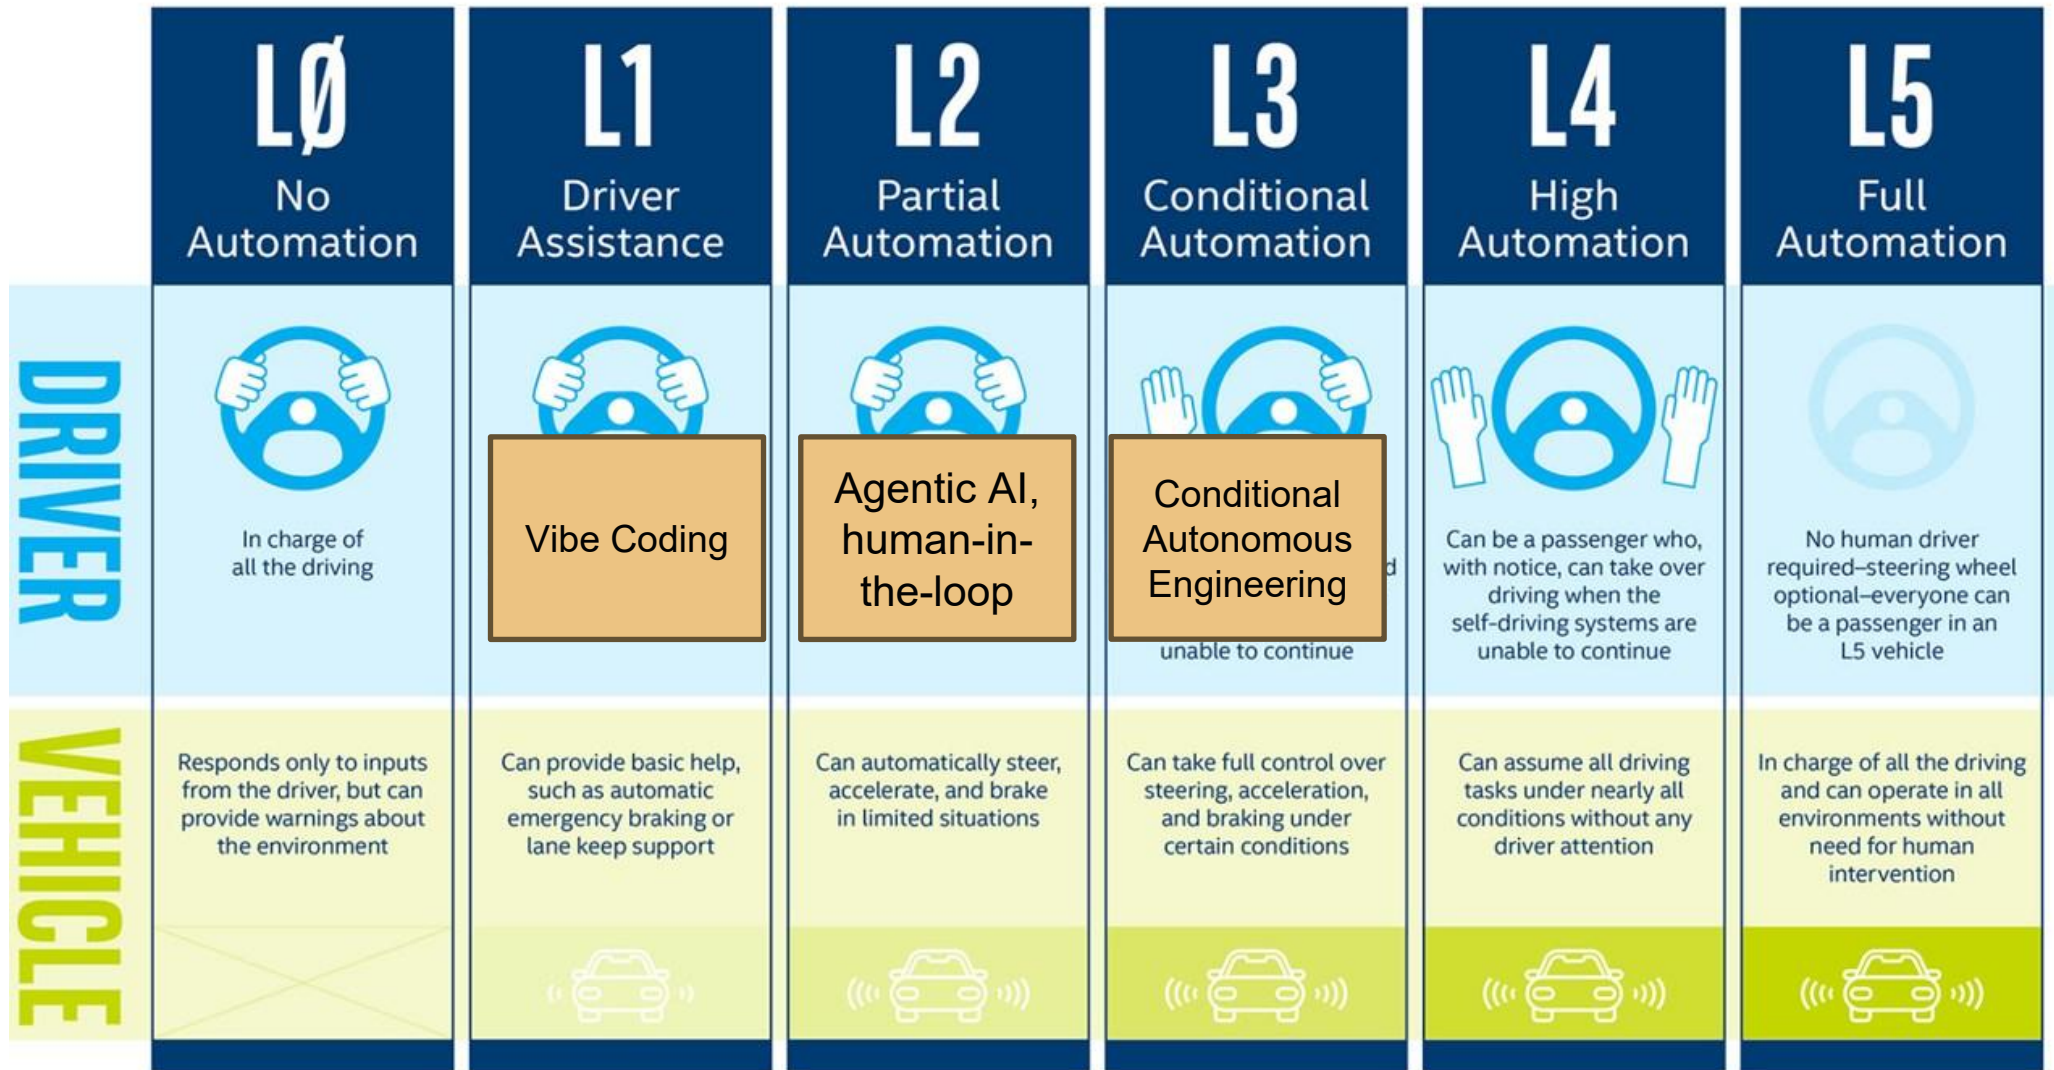 LØ
No
Automation
L1
Driver
Assistance
L2
Partial
Automation
L3
Conditional
Automation
L4
High
Automation
L5
Full
Automation
DRIVER
In charge of
all the driving
Vibe Coding
Agentic AI,
human-in-
the-loop
Conditional
Autonomous
Engineering
unable to continue
Can be a passenger who,
with notice, can take over
driving when the
self-driving systems are
unable to continue
No human driver
required–steering wheel
optional–everyone can
be a passenger in an
L5 vehicle
VEHICLE
Responds only to inputs
from the driver, but can
provide warnings about
the environment
Can provide basic help,
such as automatic
emergency braking or
lane keep support
Can automatically steer,
accelerate, and brake
in limited situations
Can take full control over
steering, acceleration,
and braking under
certain conditions
Can assume all driving
tasks under nearly all
conditions without any
driver attention
In charge of all the driving
and can operate in all
environments without
need for human
intervention